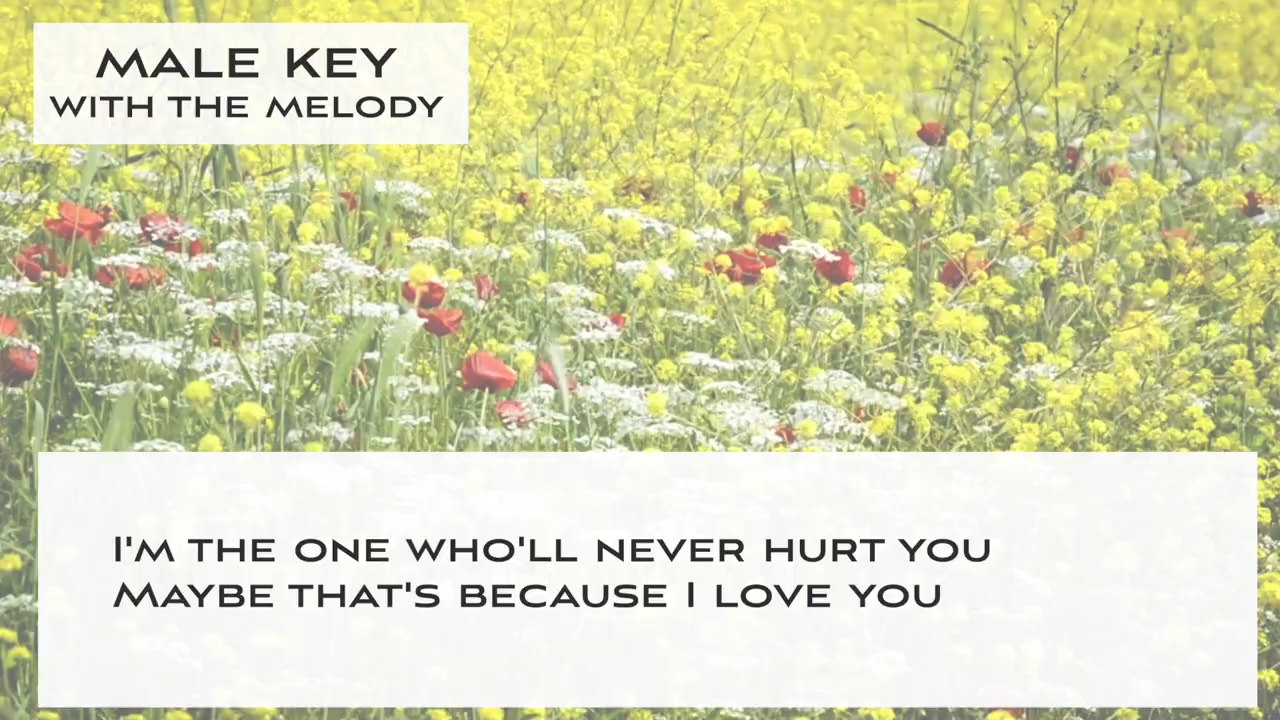 MALE KEY
WITH THE MELODY
I'M THE ONE WHO'LL NEVER HURT YOU
MAYBE THAT'S BECAUSE I LOVE YOU